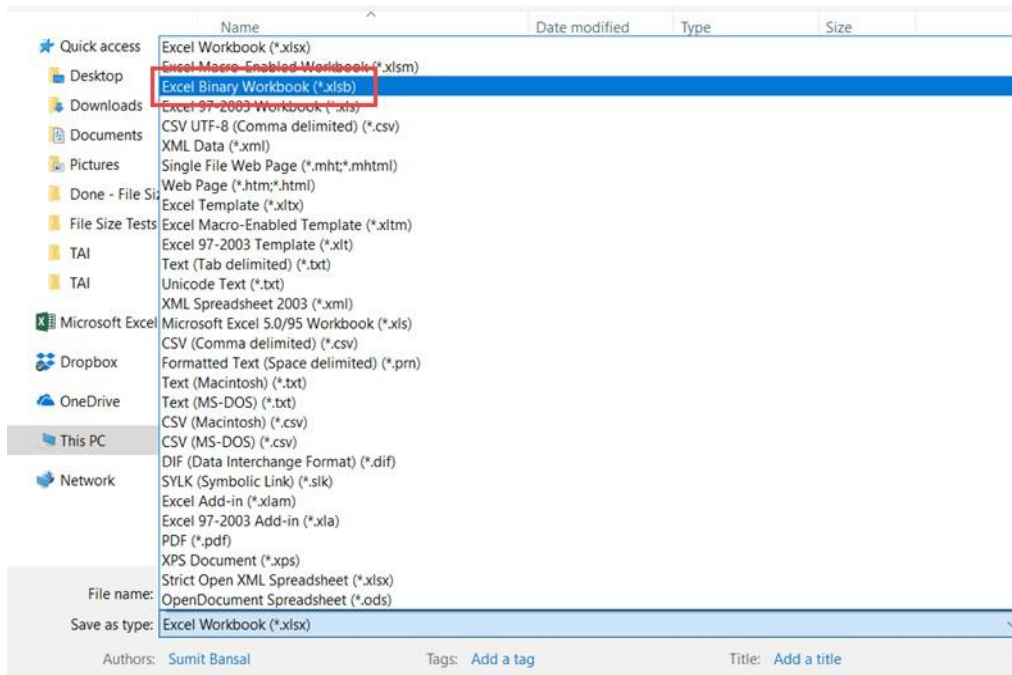 Name Date modified Type Size
Quick access
Desktop
Downloads
Documents
Pictures
Done - File Siz
File Size Tests
TAI
TAI
Microsoft Excel
Dropbox
OneDrive
This PC
Network
Excel Workbook (*.xlsx)
Excel Macro-Enabled Workbook (*.xlsm)
Excel Binary Workbook (*.xlsb)
Excel 97-2003 Workbook (*.xls)
CSV UTF-8 (Comma delimited) (*.csv)
XML Data (*.xml)
Single File Web Page (*.mht;*.mhtml)
Web Page (*.htm;*.html)
Excel Template (*.xltx)
Excel Macro-Enabled Template (*.xltm)
Excel 97-2003 Template (*.xlt)
Text (Tab delimited) (*.txt)
Unicode Text (*.txt)
XML Spreadsheet 2003 (*.xml)
Microsoft Excel 5.0/95 Workbook (*.xls)
CSV (Comma delimited) (*.csv)
Formatted Text (Space delimited) (*.prn)
Text (Macintosh) (*.txt)
Text (MS-DOS) (*.txt)
CSV (Macintosh) (*.csv)
CSV (MS-DOS) (*.csv)
DIF (Data Interchange Format) (*.dif)
SYLK (Symbolic Link) (*.slk)
Excel Add-in (*.xlam)
Excel 97-2003 Add-in (*.xla)
PDF (*.pdf)
XPS Document (*.xps)
Strict Open XML Spreadsheet (*.xlsx)
OpenDocument Spreadsheet (*.ods)
File name:
Save as type: Excel Workbook (*.xlsx)
Authors: Sumit Bansal Tags: Add a tag Title: Add a title